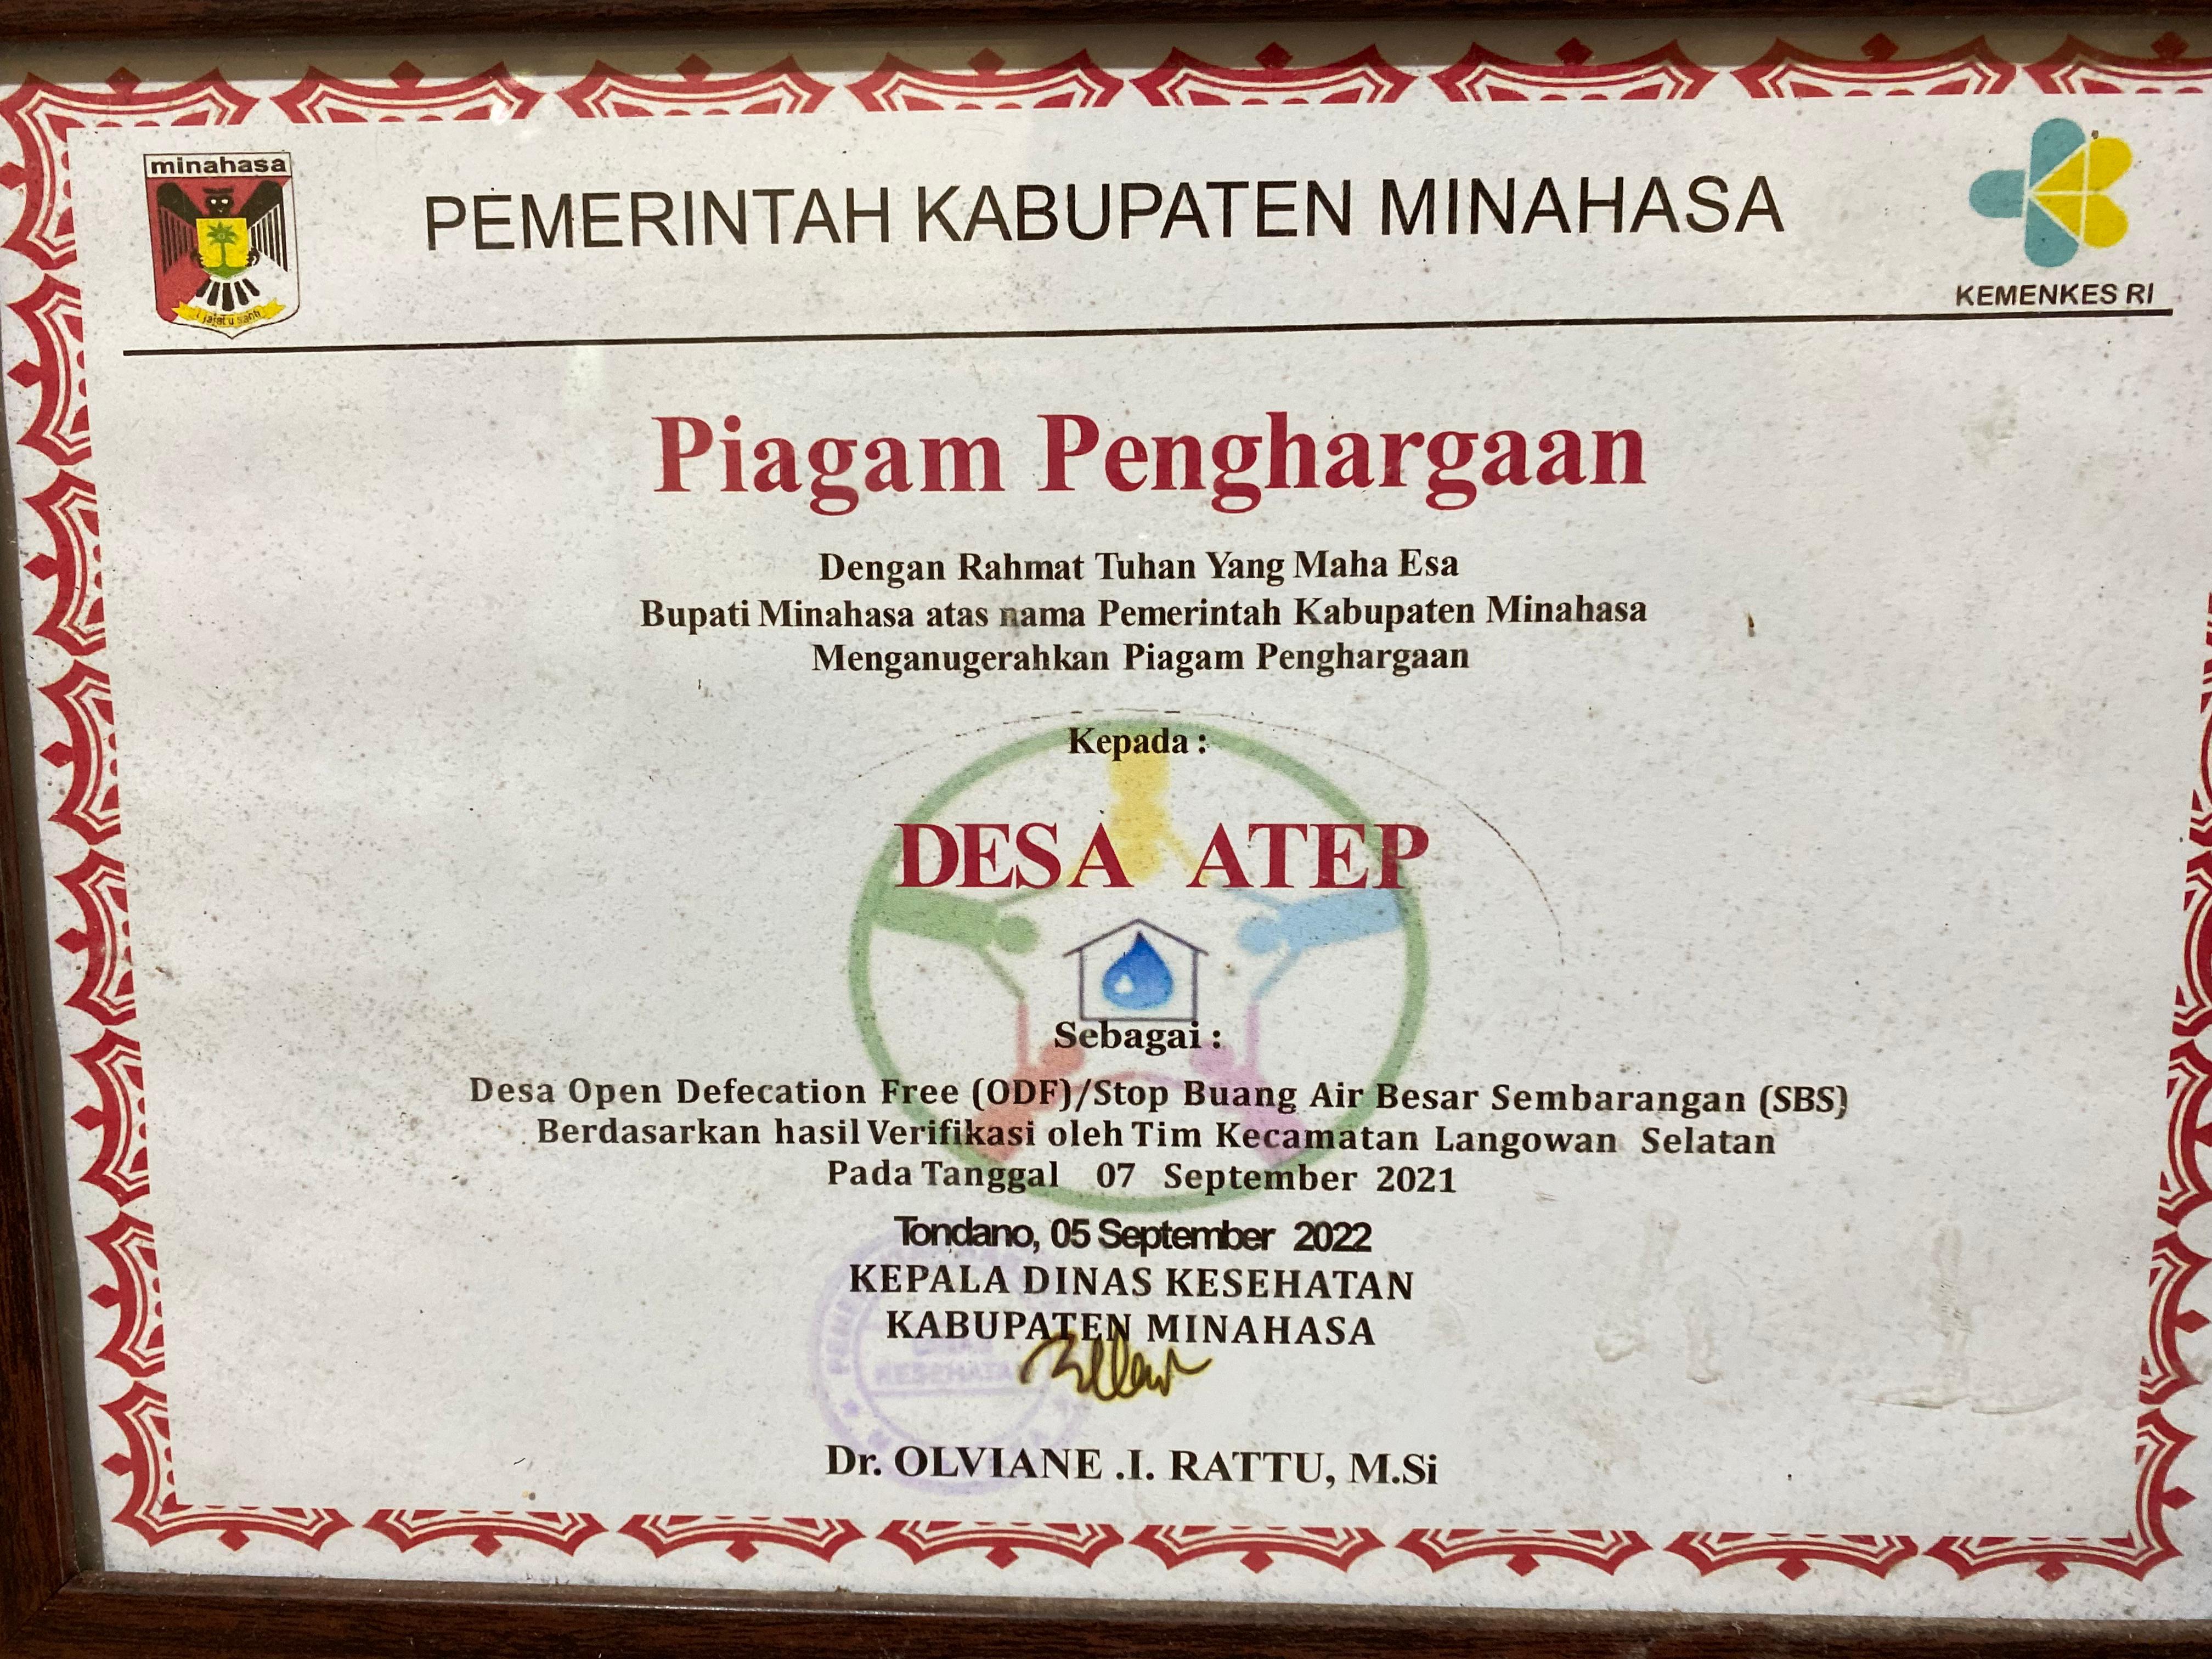 minahasa
PEMERINTAH KABUPATEN MINAHASA
KEMENKES RI
Piagam Penghargaan
Dengan Rahmat Tuhan Yang Maha Esa
Bupati Minahasa atas nama Pemerintah Kabupaten Minahasa
Menganugerahkan Piagam Penghargaan
Kepada :
DESA ATEP
Sebagai :
Desa Open Defecation Free (ODF)/Stop Buang Air Besar Sembarangan (SBS)
Berdasarkan hasil Verifikasi oleh Tim Kecamatan Langowan Selatan
Pada Tanggal 07 September 2021
Tondano, 05 September 2022
KEPALA DINAS KESEHATAN
KABUPATEN MINAHASA
DINAS
KESEHATAN
Dr. OLVIANE .I. RATTU, M.Si